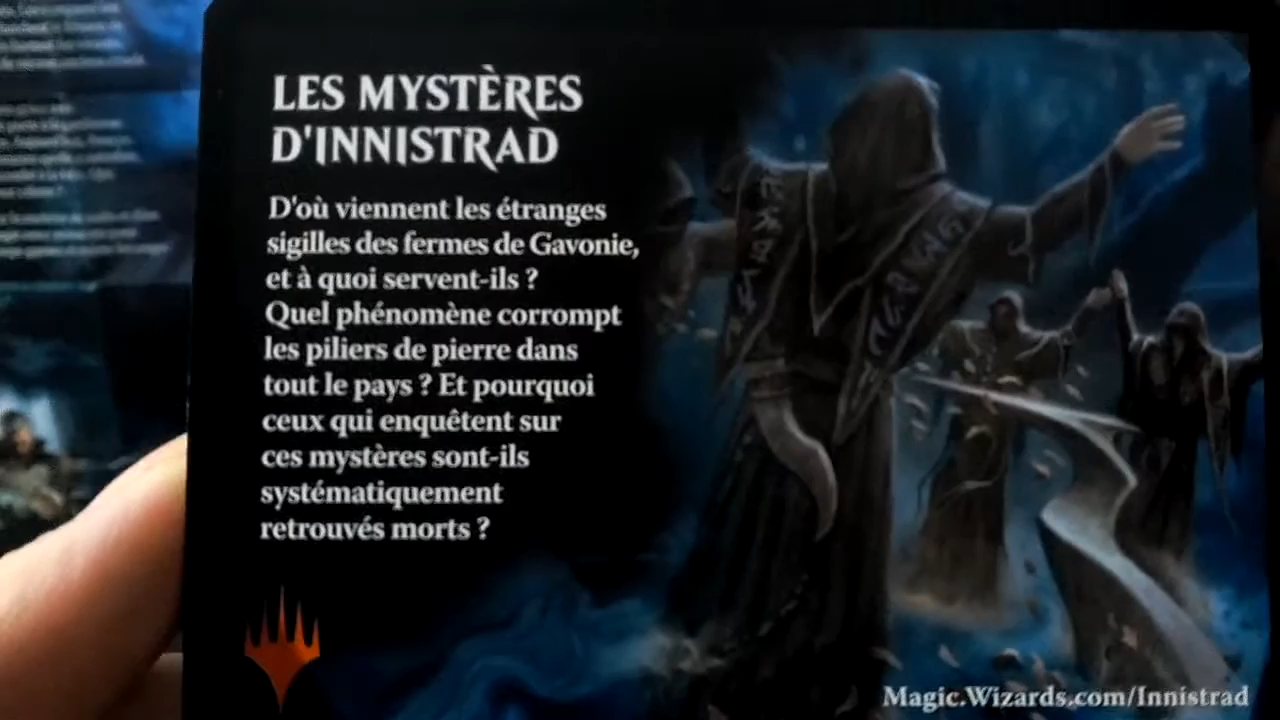 LES MYSTÈRES
D'INNISTRAD
D'où viennent les étranges
sigilles des fermes de Gavonie,
et à quoi servent-ils ?
Quel phénomène corrompt
les piliers de pierre dans
tout le pays ? Et pourquoi
ceux qui enquêtent sur
ces mystères sont-ils
systématiquement
retrouvés morts ?
Magic.Wizards.com/Innistrad